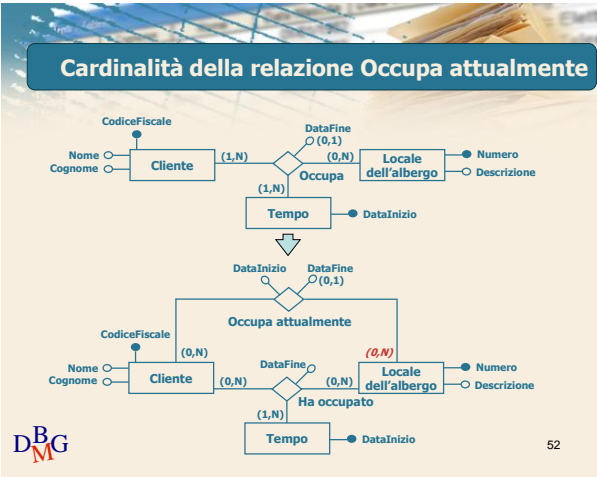 Cardinalità della relazione Occupa attualmente
CodiceFiscale
DataFine
(0,1)
Nome
Cognome
Cliente
(1,N)
(0,N)
Occupa
Locale
dell'albergo
Numero
Descrizione
(1,N)
Tempo
DataInizio
DataInizio
DataFine
(0,1)
Occupa attualmente
CodiceFiscale
(0,N)
(0,N)
Nome
Cognome
Cliente
(0,N)
DataFine
(0,N)
Ha occupato
Locale
dell'albergo
Numero
Descrizione
(1,N)
Tempo
DataInizio
DBMG
52